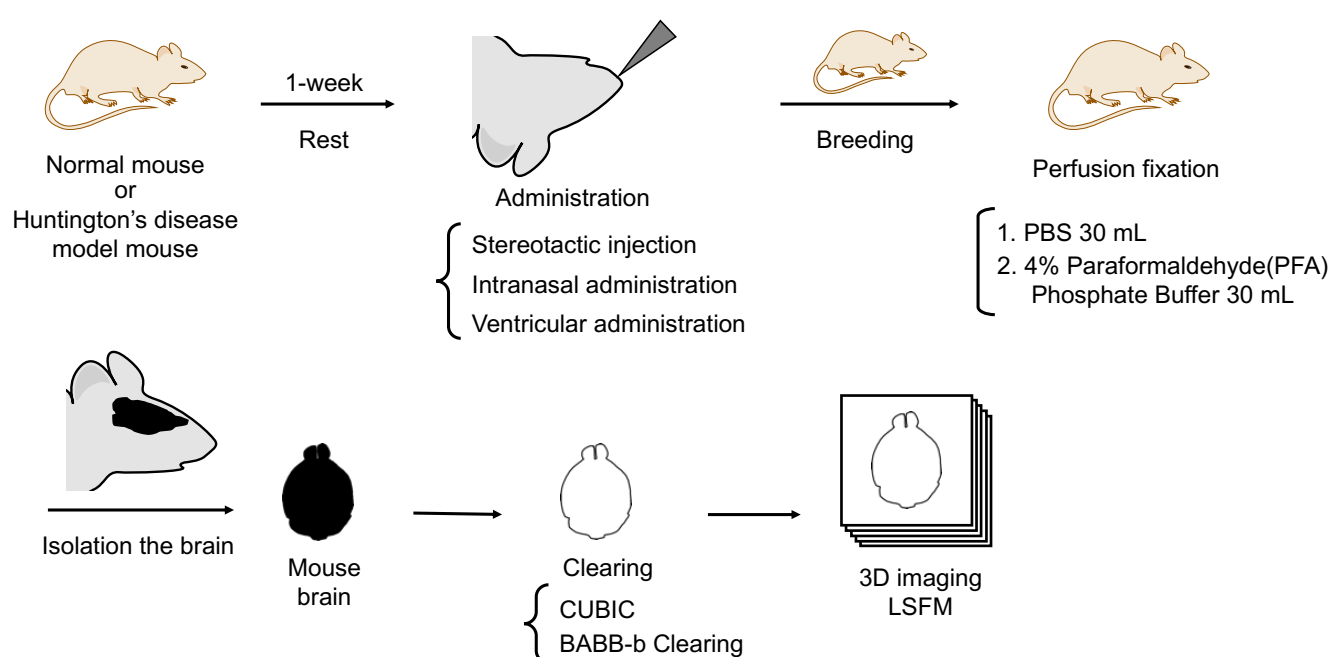 1-week
Rest
Normal mouse
or
Huntington's disease
model mouse
Administration
Stereotactic injection
Intranasal administration
Ventricular administration
Breeding
Perfusion fixation
1. PBS 30 mL
2. 4% Paraformaldehyde(PFA)
Phosphate Buffer 30 mL
Isolation the brain
Mouse
brain
Clearing
CUBIC
BABB-b Clearing
3D imaging
LSFM